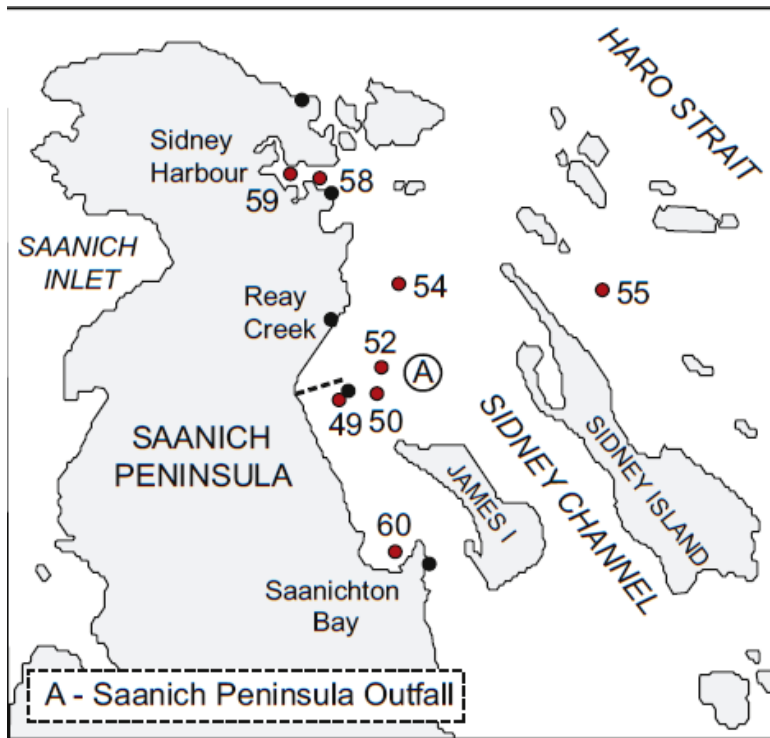 HARO STRAIT
Sidney
Harbour
59
58
SAANICH
INLET
54
55
Reay
Creek
52
A
49
50
SAANICH
PENINSULA
SIDNEY CHANNEL
SIDNEY ISLAND
JAMES I
60
Saanichton
Bay
A - Saanich Peninsula Outfall